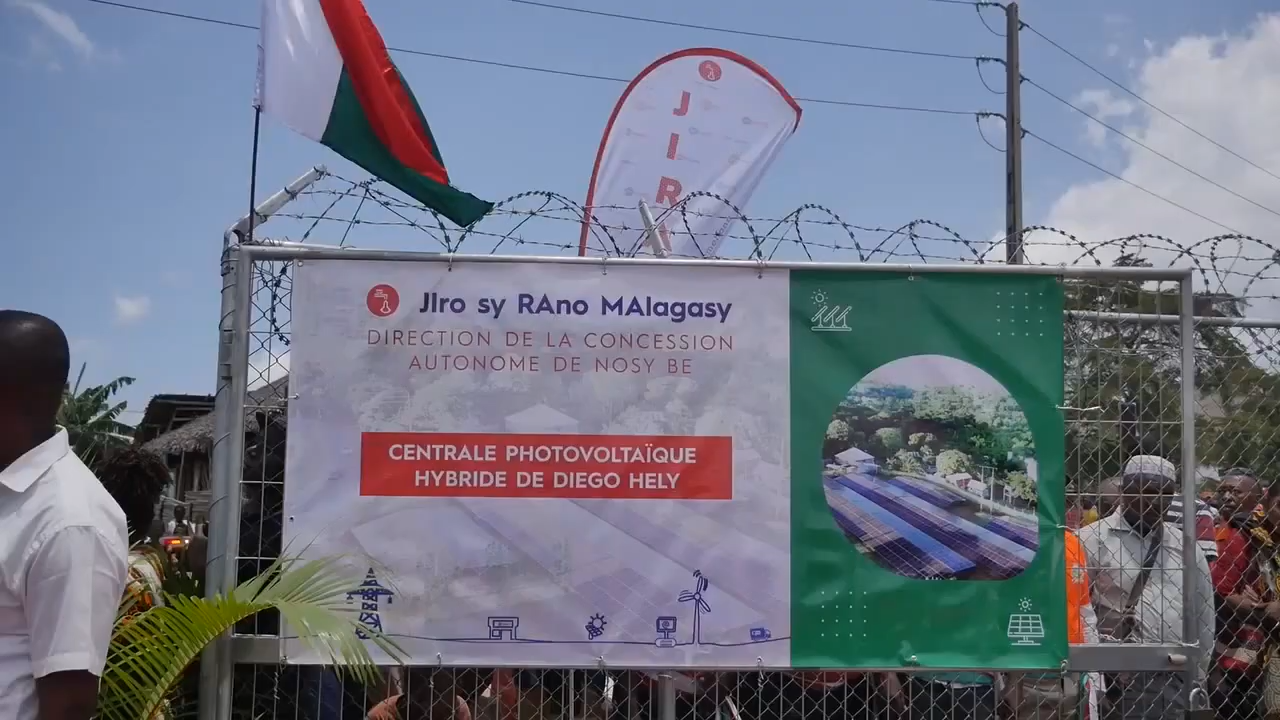 JIR
JIro sy RAno MAlagasy
DIRECTION DE LA CONCESSION
AUTONOME DE NOSY BE
CENTRALE PHOTOVOLTAÏQUE
HYBRIDE DE DIEGO HELY